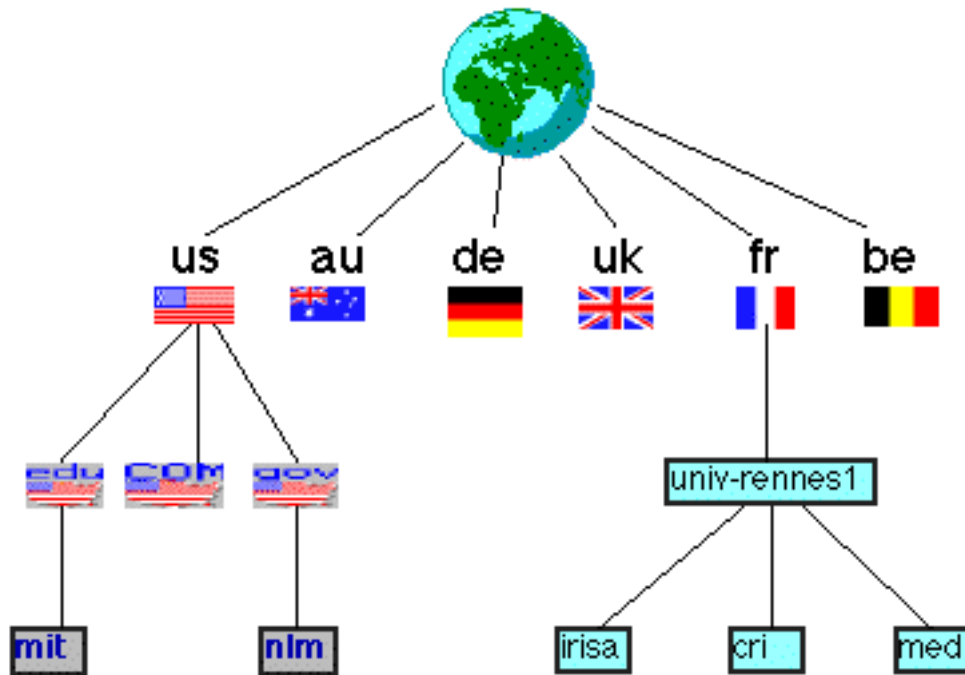 us au de uk fr be
edu COM gov
univ-rennes1
mit nlm irisa cri med